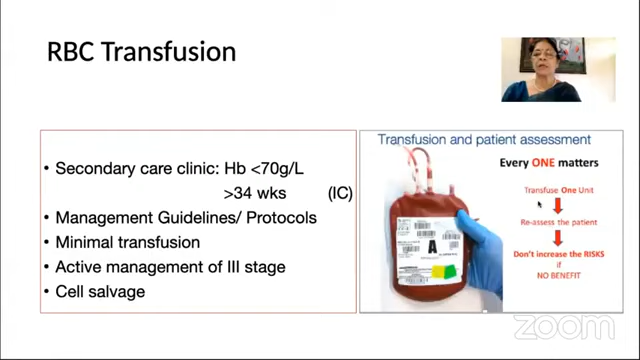 RBC Transfusion
• Secondary care clinic: Hb <70g/L
>34 wks (IC)
• Management Guidelines/ Protocols
• Minimal transfusion
• Active management of III stage
• Cell salvage
Transfusion and patient assessment
Every ONE matters
Transfuse One Unit
Re-assess the patient
Don't increase the RISKS
if
NO BENEFIT
A
zoom